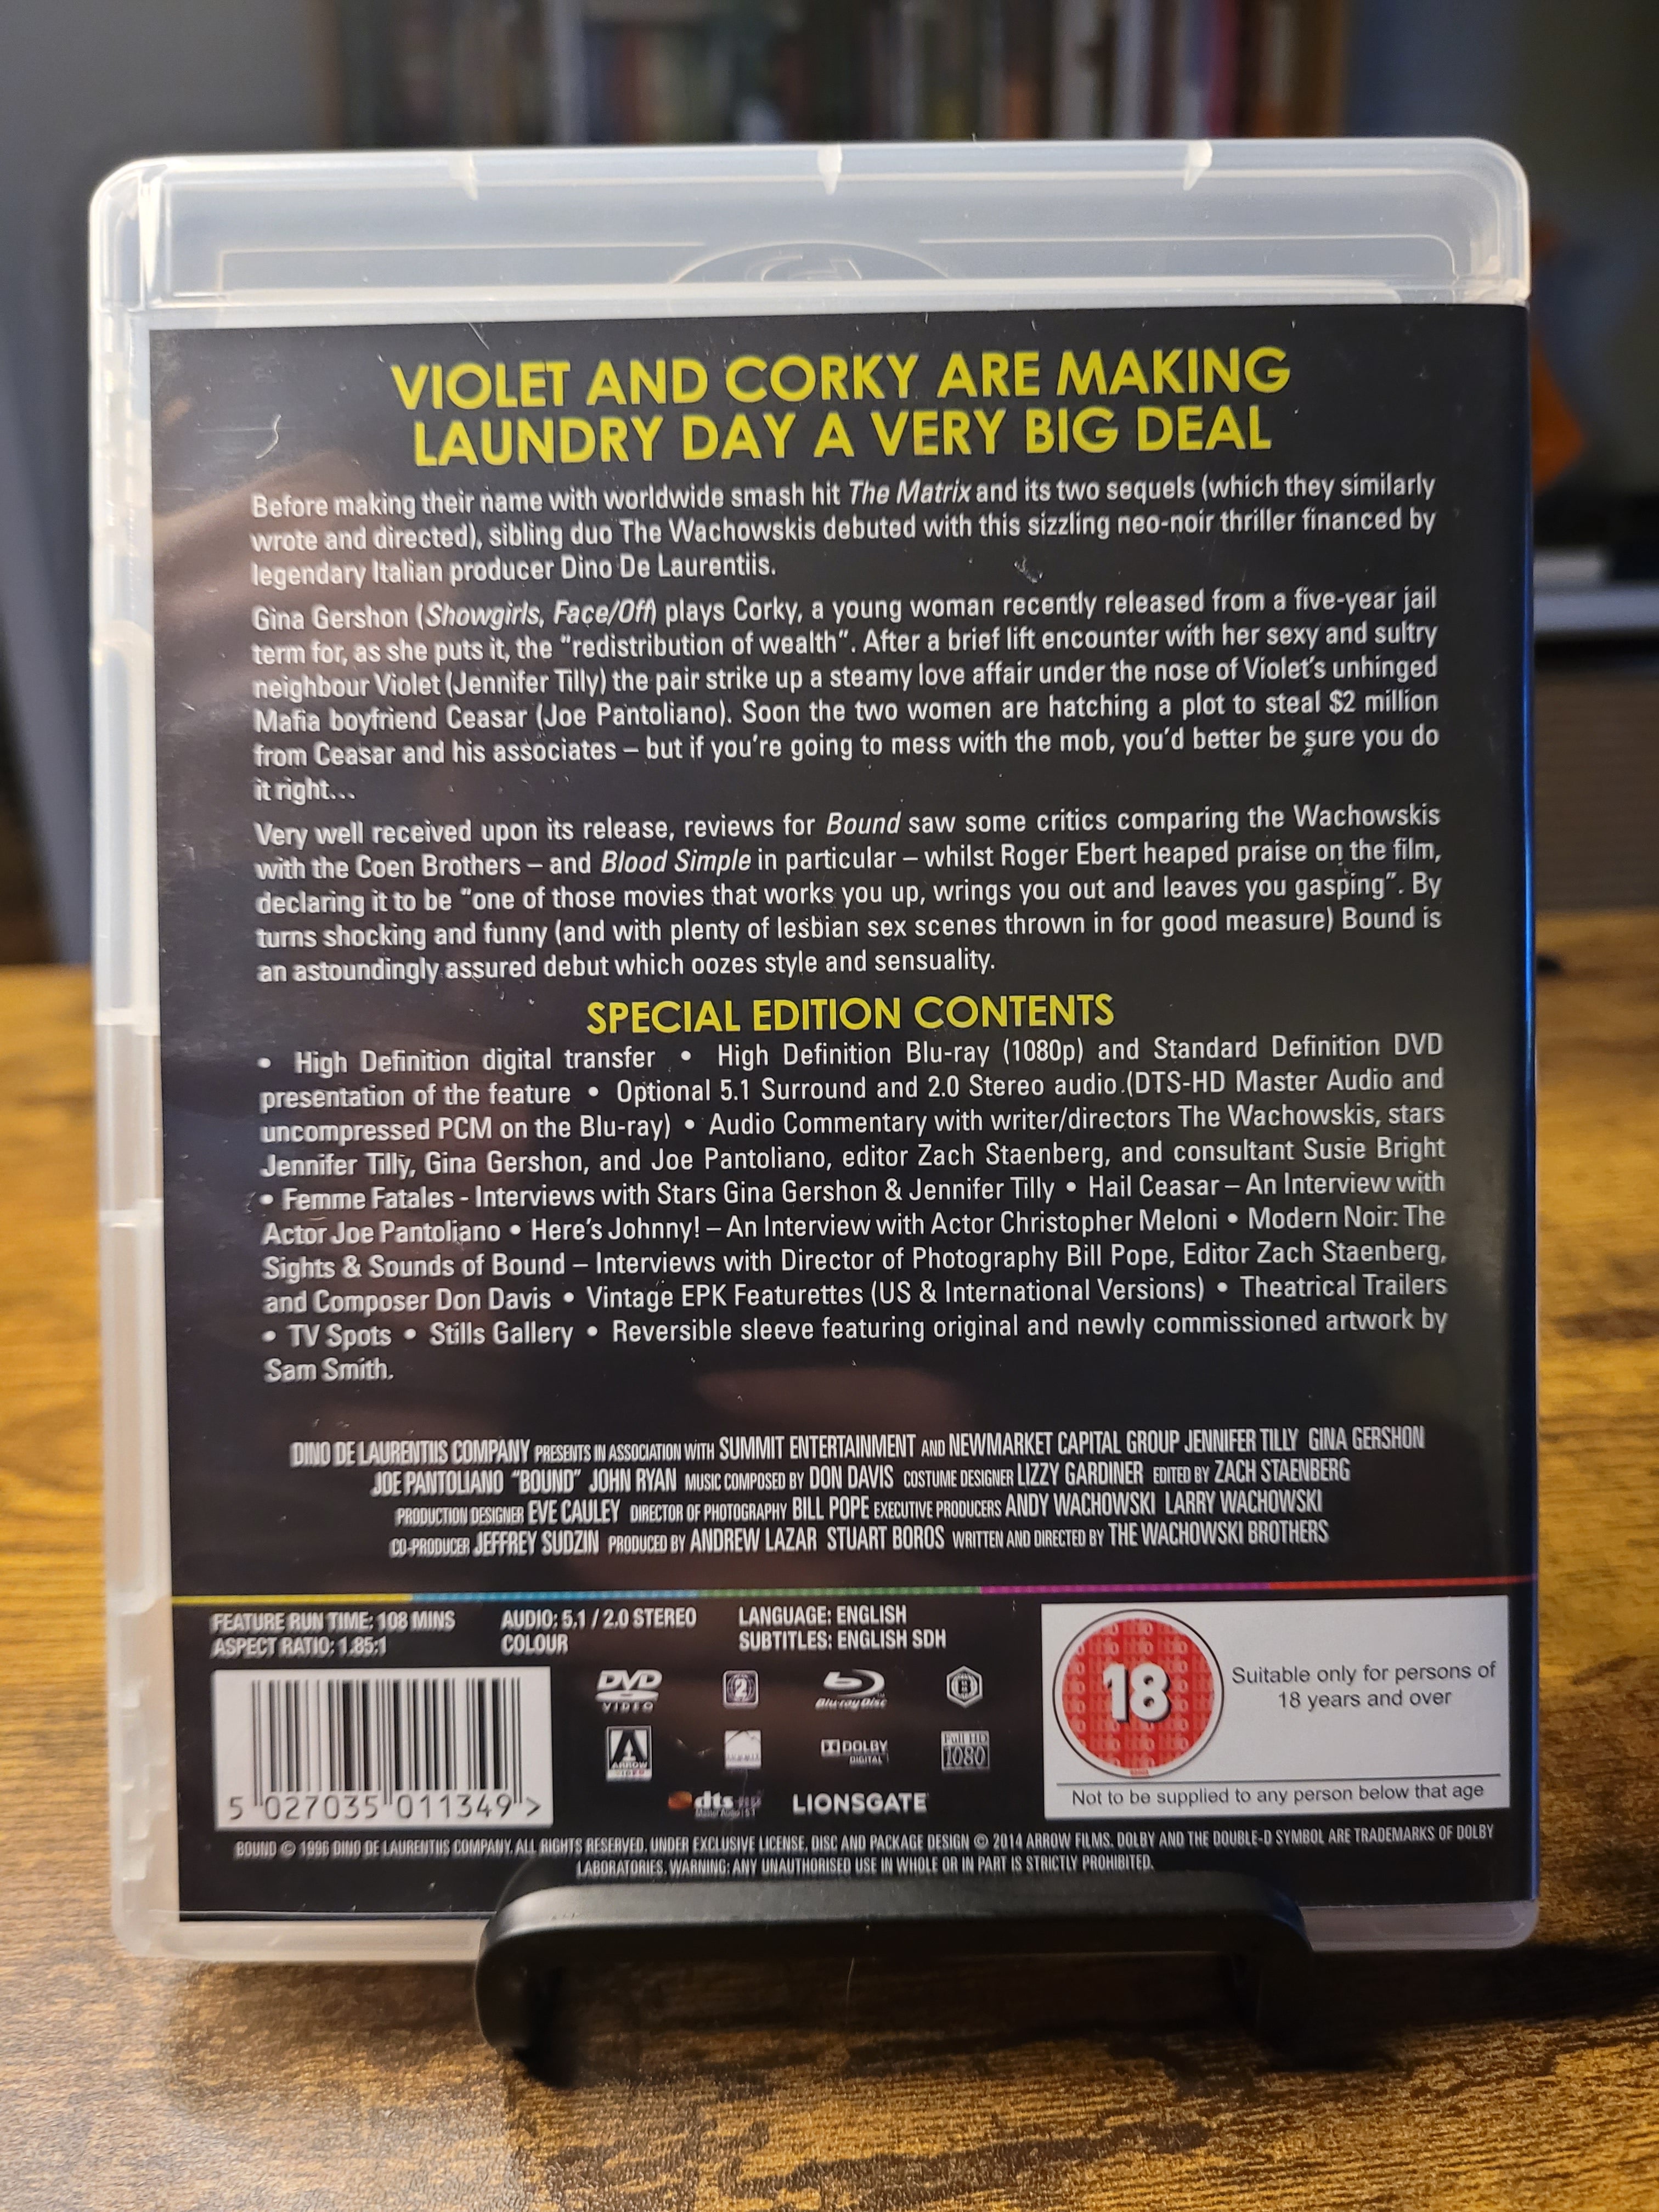 VIOLET AND CORKY ARE MAKING
LAUNDRY DAY A VERY BIG DEAL
Before making their name with worldwide smash hit The Matrix and its two sequels (which they similarly
wrote and directed), sibling duo The Wachowskis debuted with this sizzling neo-noir thriller financed by
legendary Italian producer Dino De Laurentiis.
Gina Gershon (Showgirls, Face/Off) plays Corky, a young woman recently released from a five-year jail
term for, as she puts it, the "redistribution of wealth". After a brief lift encounter with her sexy and sultry
neighbour Violet (Jennifer Tilly) the pair strike up a steamy love affair under the nose of Violet's unhinged
Mafia boyfriend Ceasar (Joe Pantoliano). Soon the two women are hatching a plot to steal $2 million
from Ceasar and his associates – but if you're going to mess with the mob, you'd better be sure you do
it right...
Very well received upon its release, reviews for Bound saw some critics comparing the Wachowskis
with the Coen Brothers – and Blood Simple in particular – whilst Roger Ebert heaped praise on the film,
declaring it to be "one of those movies that works you up, wrings you out and leaves you gasping". By
turns shocking and funny (and with plenty of lesbian sex scenes thrown in for good measure) Bound is
an astoundingly assured debut which oozes style and sensuality.
SPECIAL EDITION CONTENTS
• High Definition digital transfer • High Definition Blu-ray (1080p) and Standard Definition DVD
presentation of the feature • Optional 5.1 Surround and 2.0 Stereo audio (DTS-HD Master Audio and
uncompressed PCM on the Blu-ray) • Audio Commentary with writer/directors The Wachowskis, stars
Jennifer Tilly, Gina Gershon, and Joe Pantoliano, editor Zach Staenberg, and consultant Susie Bright
• Femme Fatales - Interviews with Stars Gina Gershon & Jennifer Tilly • Hail Ceasar – An Interview with
Actor Joe Pantoliano • Here's Johnny! – An Interview with Actor Christopher Meloni • Modern Noir: The
Sights & Sounds of Bound – Interviews with Director of Photography Bill Pope, Editor Zach Staenberg,
and Composer Don Davis • Vintage EPK Featurettes (US & International Versions) • Theatrical Trailers
• TV Spots • Stills Gallery • Reversible sleeve featuring original and newly commissioned artwork by
Sam Smith.
DINO DE LAURENTIIS COMPANY PRESENTS IN ASSOCIATION WITH SUMMIT ENTERTAINMENT AND NEWMARKET CAPITAL GROUP JENNIFER TILLY GINA GERSHON
JOE PANTOLIANO "BOUND" JOHN RYAN MUSIC COMPOSED BY DON DAVIS COSTUME DESIGNER LIZZY GARDINER EDITED BY ZACH STAENBERG
PRODUCTION DESIGNER EVE CAULEY DIRECTOR OF PHOTOGRAPHY BILL POPE EXECUTIVE PRODUCERS ANDY WACHOWSKI LARRY WACHOWSKI
CO-PRODUCER JEFFREY SUDZIN PRODUCED BY ANDREW LAZAR STUART BOROS WRITTEN AND DIRECTED BY THE WACHOWSKI BROTHERS
FEATURE RUN TIME: 108 MINS AUDIO: 5.1 / 2.0 STEREO LANGUAGE: ENGLISH
ASPECT RATIO: 1.85:1 COLOUR SUBTITLES: ENGLISH SDH
DVD VIDEO 2 Blu-ray Disc B
ARROW VIDEO DOLBY DIGITAL Full HD 1080
dts LIONSGATE
5 027035 011349 >
18
Suitable only for persons of
18 years and over
Not to be supplied to any person below that age
BOUND © 1996 DINO DE LAURENTIIS COMPANY. ALL RIGHTS RESERVED. UNDER EXCLUSIVE LICENSE. DISC AND PACKAGE DESIGN © 2014 ARROW FILMS. DOLBY AND THE DOUBLE-D SYMBOL ARE TRADEMARKS OF DOLBY
LABORATORIES. WARNING: ANY UNAUTHORISED USE IN WHOLE OR IN PART IS STRICTLY PROHIBITED.